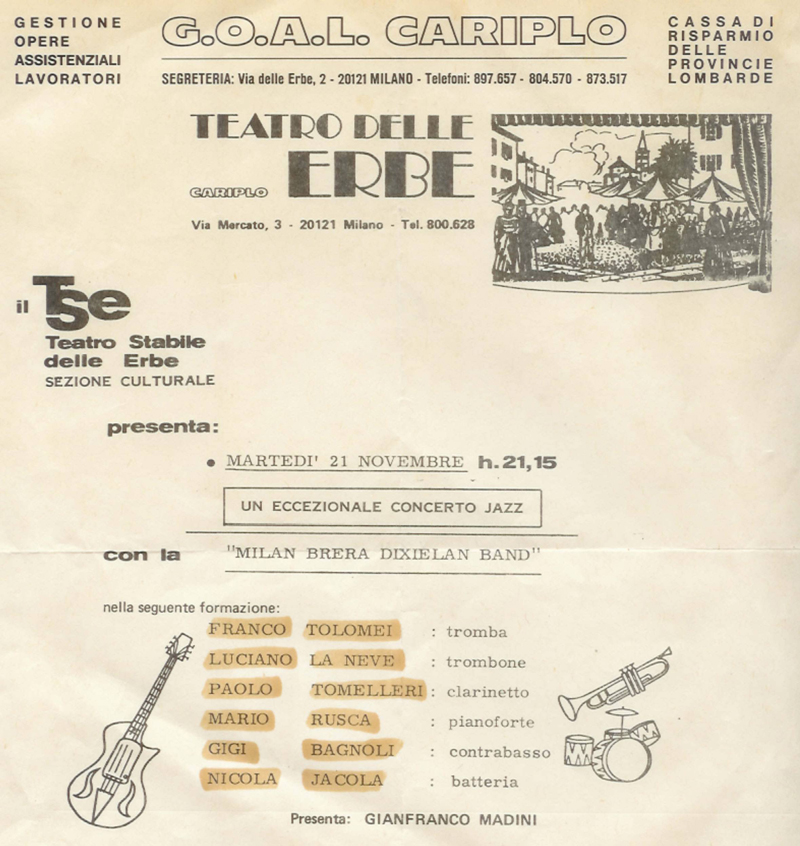 GESTIONE
OPERE
ASSISTENZIALI
LAVORATORI
G.O.A.L. CARIPLO
SEGRETERIA: Via delle Erbe, 2 - 20121 MILANO - Telefoni: 897.657 - 804.570 - 873.517
CASSA DI
RISPARMIO
DELLE
PROVINCIE
LOMBARDE
TEATRO DELLE
CARIPLO ERBE
Via Mercato, 3 - 20121 Milano - Tel. 800.628
il Tse
Teatro Stabile
delle Erbe
SEZIONE CULTURALE
presenta:
• MARTEDI' 21 NOVEMBRE h.21,15
UN ECCEZIONALE CONCERTO JAZZ
con la "MILAN BRERA DIXIELAN BAND"
nella seguente formazione:
FRANCO TOLOMEI : tromba
LUCIANO LA NEVE : trombone
PAOLO TOMELLERI : clarinetto
MARIO RUSCA : pianoforte
GIGI BAGNOLI : contrabasso
NICOLA JACOLA : batteria
Presenta: GIANFRANCO MADINI